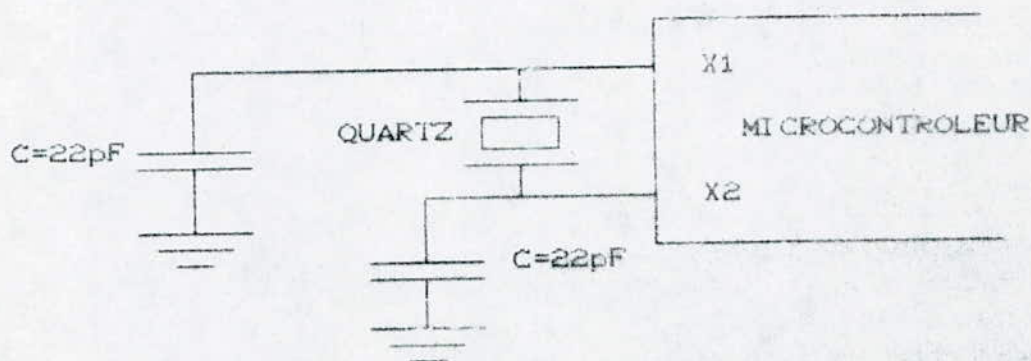 X1
QUARTZ
MICROCONTROLEUR
C=22pF
X2
C=22pF